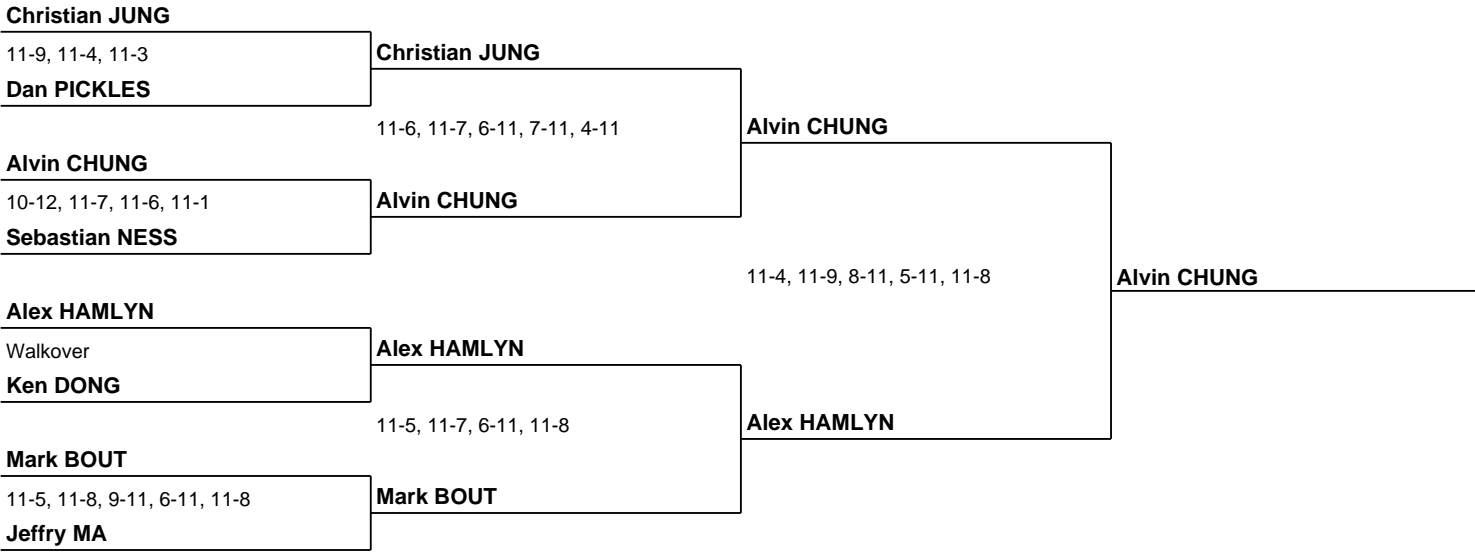 Christian JUNG
11-9, 11-4, 11-3
Dan PICKLES
Alvin CHUNG
10-12, 11-7, 11-6, 11-1
Sebastian NESS
Alex HAMLYN
Walkover
Ken DONG
Mark BOUT
11-5, 11-8, 9-11, 6-11, 11-8
Jeffry MA
Christian JUNG
11-6, 11-7, 6-11, 7-11, 4-11
Alvin CHUNG
Alex HAMLYN
11-5, 11-7, 6-11, 11-8
Mark BOUT
Alvin CHUNG
11-4, 11-9, 8-11, 5-11, 11-8
Alex HAMLYN
Alvin CHUNG